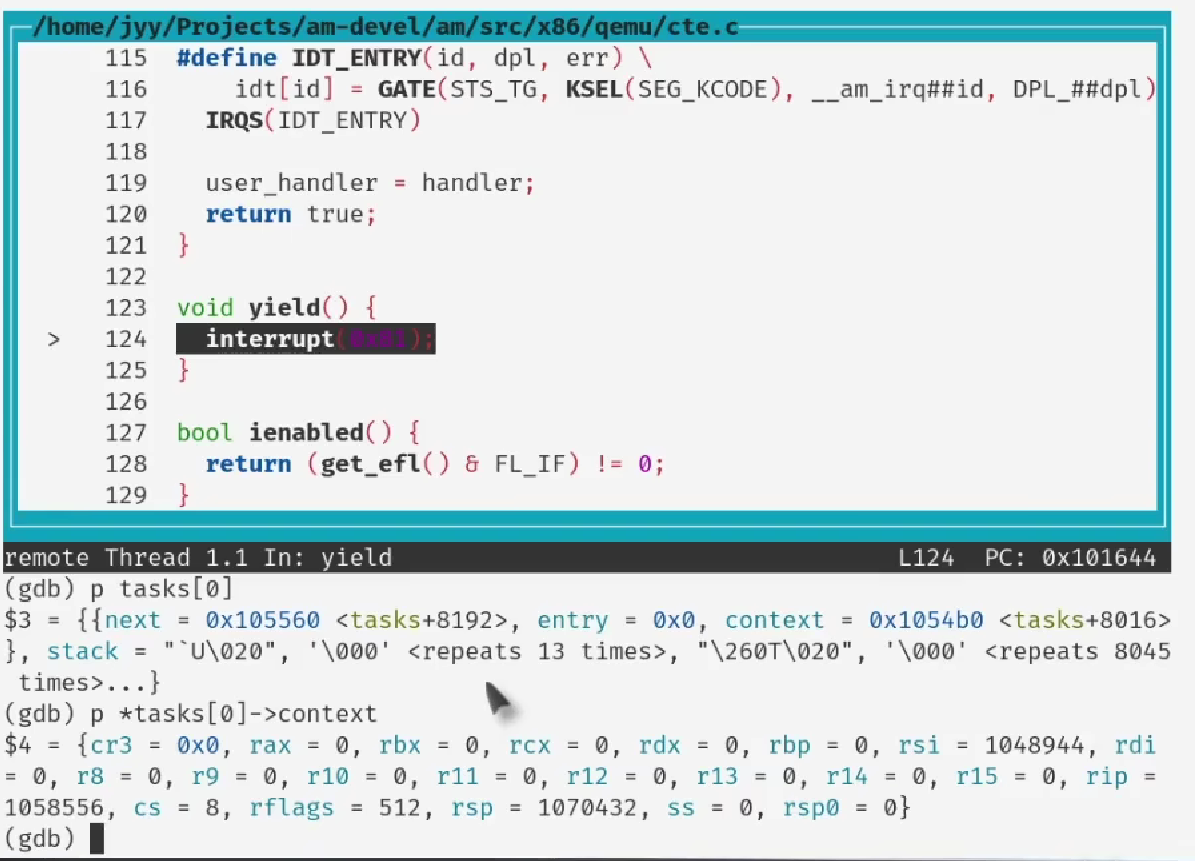 /home/jyy/Projects/am-devel/am/src/x86/qemu/cte.c
115 #define IDT_ENTRY(id, dpl, err) \
116 idt[id] = GATE(STS_TG, KSEL(SEG_KCODE), __am_irq##id, DPL_##dpl)
117 IRQS(IDT_ENTRY)
118
119 user_handler = handler;
120 return true;
121 }
122
123 void yield() {
> 124 interrupt(0x81);
125 }
126
127 bool ienabled() {
128 return (get_efl() & FL_IF) != 0;
129 }
remote Thread 1.1 In: yield L124 PC: 0x101644
(gdb) p tasks[0]
$3 = {{next = 0x105560 <tasks+8192>, entry = 0x0, context = 0x1054b0 <tasks+8016>
}, stack = "`U\020", '\000' <repeats 13 times>, "\260T\020", '\000' <repeats 8045
times>...}
(gdb) p *tasks[0]->context
$4 = {cr3 = 0x0, rax = 0, rbx = 0, rcx = 0, rdx = 0, rbp = 0, rsi = 1048944, rdi
= 0, r8 = 0, r9 = 0, r10 = 0, r11 = 0, r12 = 0, r13 = 0, r14 = 0, r15 = 0, rip =
1058556, cs = 8, rflags = 512, rsp = 1070432, ss = 0, rsp0 = 0}
(gdb)